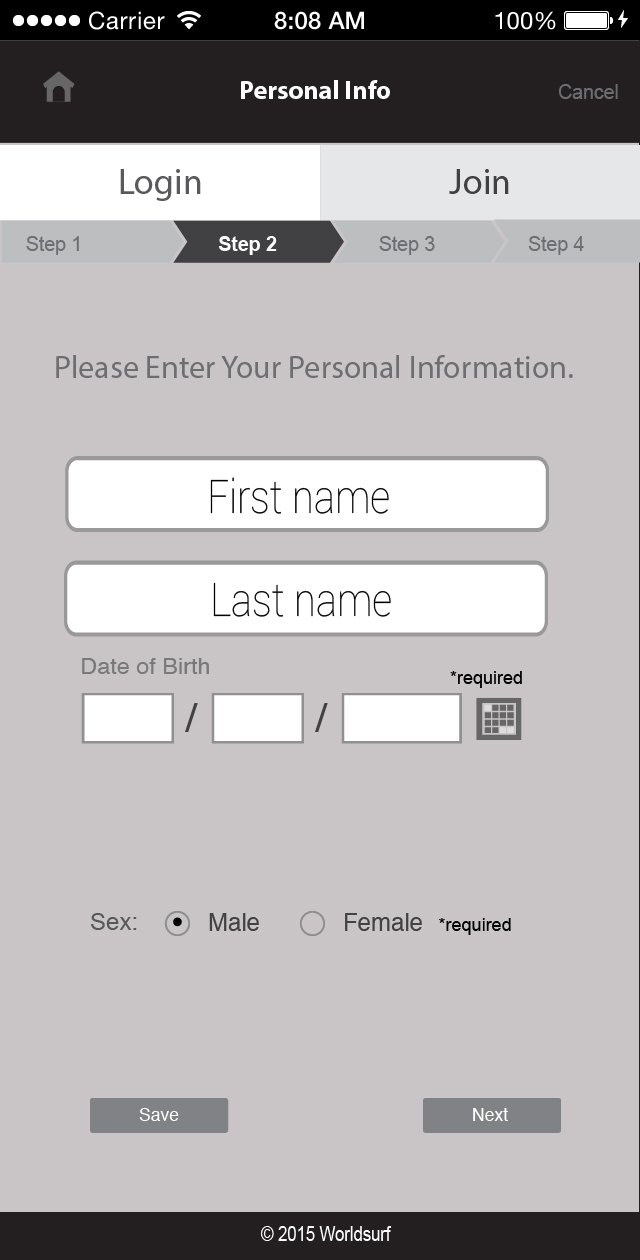 Carrier 8:08 AM 100%
Personal Info Cancel
Login Join
Step 1 Step 2 Step 3 Step 4
Please Enter Your Personal Information.
First name
Last name
Date of Birth *required
/ /
Sex: Male Female *required
Save Next
© 2015 Worldsurf